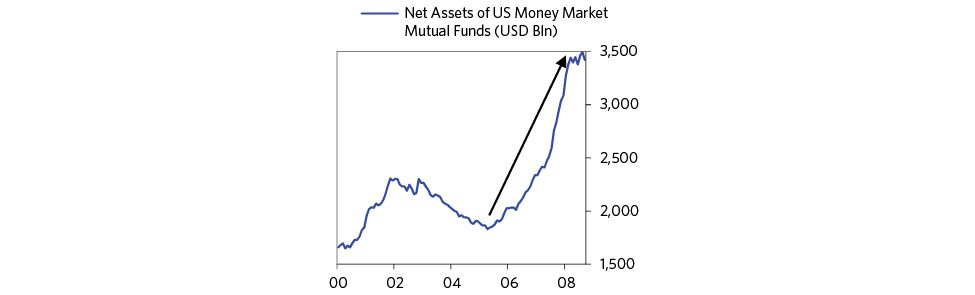 Net Assets of US Money Market
Mutual Funds (USD Bln)
3,500
3,000
2,500
2,000
1,500
00 02 04 06 08